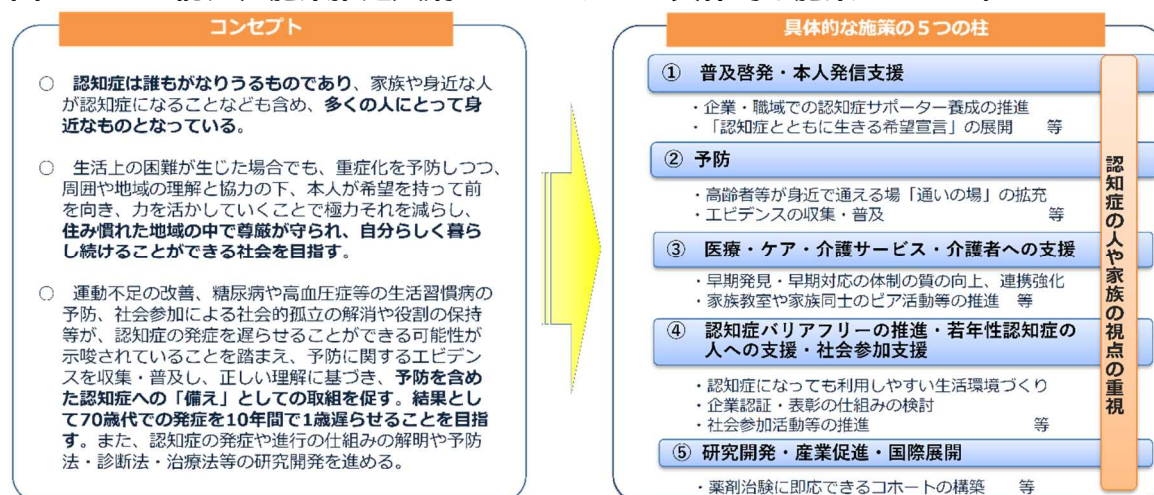 コンセプト
○ 認知症は誰もがなりうるものであり、家族や身近な人
が認知症になることなども含め、多くの人にとって身
近なものとなっている。
○ 生活上の困難が生じた場合でも、重症化を予防しつつ、
周囲や地域の理解と協力の下、本人が希望を持って前
を向き、力を活かしていくことで極力それを減らし、
住み慣れた地域の中で尊厳が守られ、自分らしく暮ら
し続けることができる社会を目指す。
○ 運動不足の改善、糖尿病や高血圧症等の生活習慣病の
予防、社会参加による社会的孤立の解消や役割の保持
等が、認知症の発症を遅らせることができる可能性が
示唆されていることを踏まえ、予防に関するエビデン
スを収集・普及し、正しい理解に基づき、予防を含め
た認知症への「備え」としての取組を促す。結果とし
て70歳代での発症を10年間で1歳遅らせることを目指
す。また、認知症の発症や進行の仕組みの解明や予防
法・診断法・治療法等の研究開発を進める。
具体的な施策の5つの柱
① 普及啓発・本人発信支援
・企業・職域での認知症サポーター養成の推進
・「認知症とともに生きる希望宣言」の展開 等
② 予防
・高齢者等が身近で通える場「通いの場」の拡充
・エビデンスの収集・普及 等
③ 医療・ケア・介護サービス・介護者への支援
・早期発見・早期対応の体制の質の向上、連携強化
・家族教室や家族同士のピア活動等の推進 等
④ 認知症バリアフリーの推進・若年性認知症の
人への支援・社会参加支援
・認知症になっても利用しやすい生活環境づくり
・企業認証・表彰の仕組みの検討
・社会参加活動等の推進 等
⑤ 研究開発・産業促進・国際展開
・薬剤治験に即応できるコホートの構築 等
認知症の人や家族の視点の重視